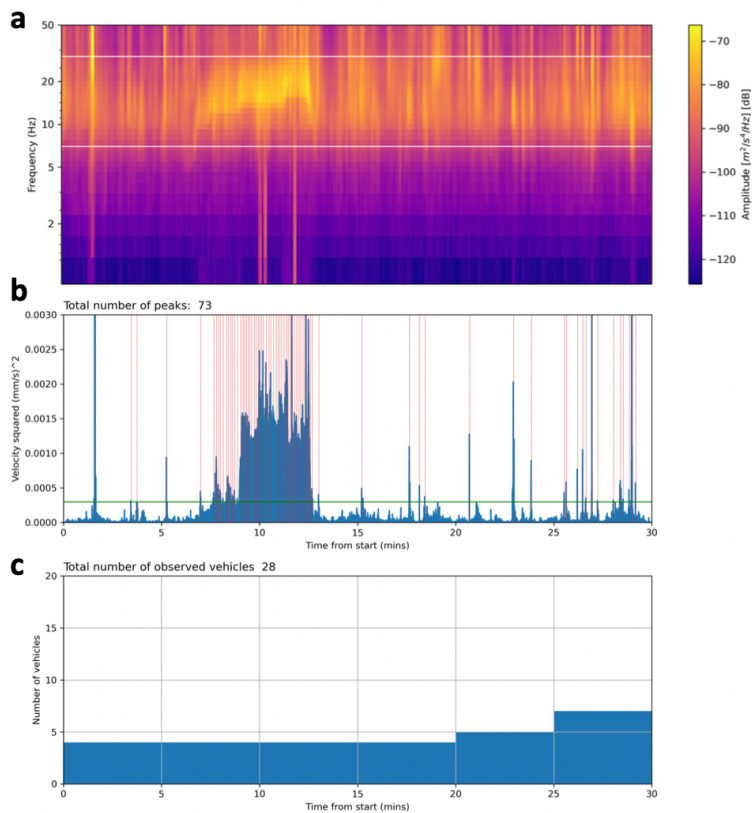 a
50
20
10
5
2
Frequency (Hz)
−70
−80
−90
−100
−110
−120
Amplitude [m²/s⁴/Hz] [dB]
b
Total number of peaks: 73
0.0030
0.0025
0.0020
0.0015
0.0010
0.0005
0.0000
Velocity squared (mm/s)^2
0 5 10 15 20 25 30
Time from start (mins)
c
Total number of observed vehicles 28
20
15
10
5
0
Number of vehicles
0 5 10 15 20 25 30
Time from start (mins)